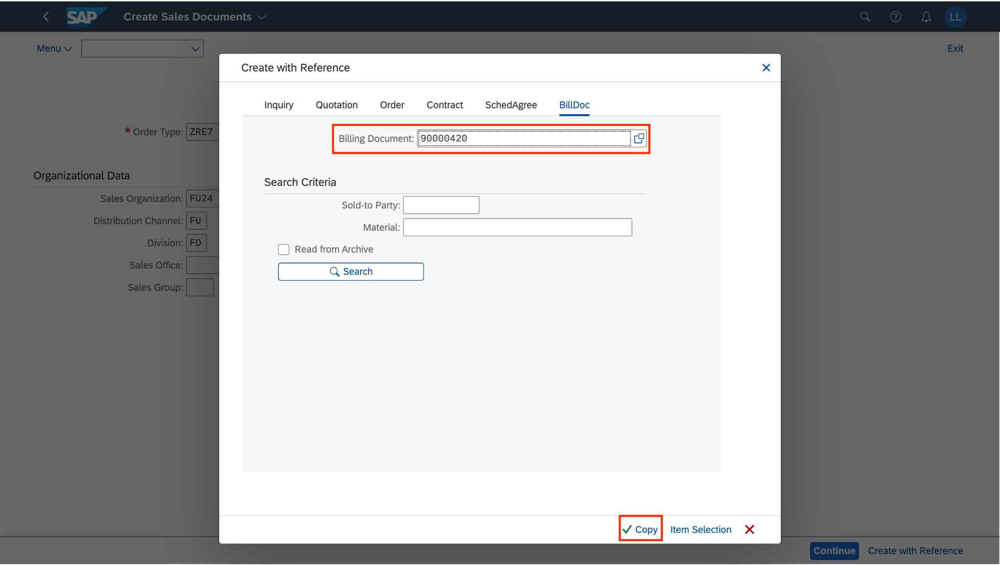 SAP Create Sales Documents LL
Menu Exit
Create with Reference
Inquiry Quotation Order Contract SchedAgree BillDoc
* Order Type: ZRE7
Billing Document: 90000420
Organizational Data
Search Criteria
Sales Organization: FU24
Sold-to Party:
Distribution Channel: FU
Material:
Division: FD
Read from Archive
Sales Office:
Search
Sales Group:
Copy Item Selection
Continue Create with Reference